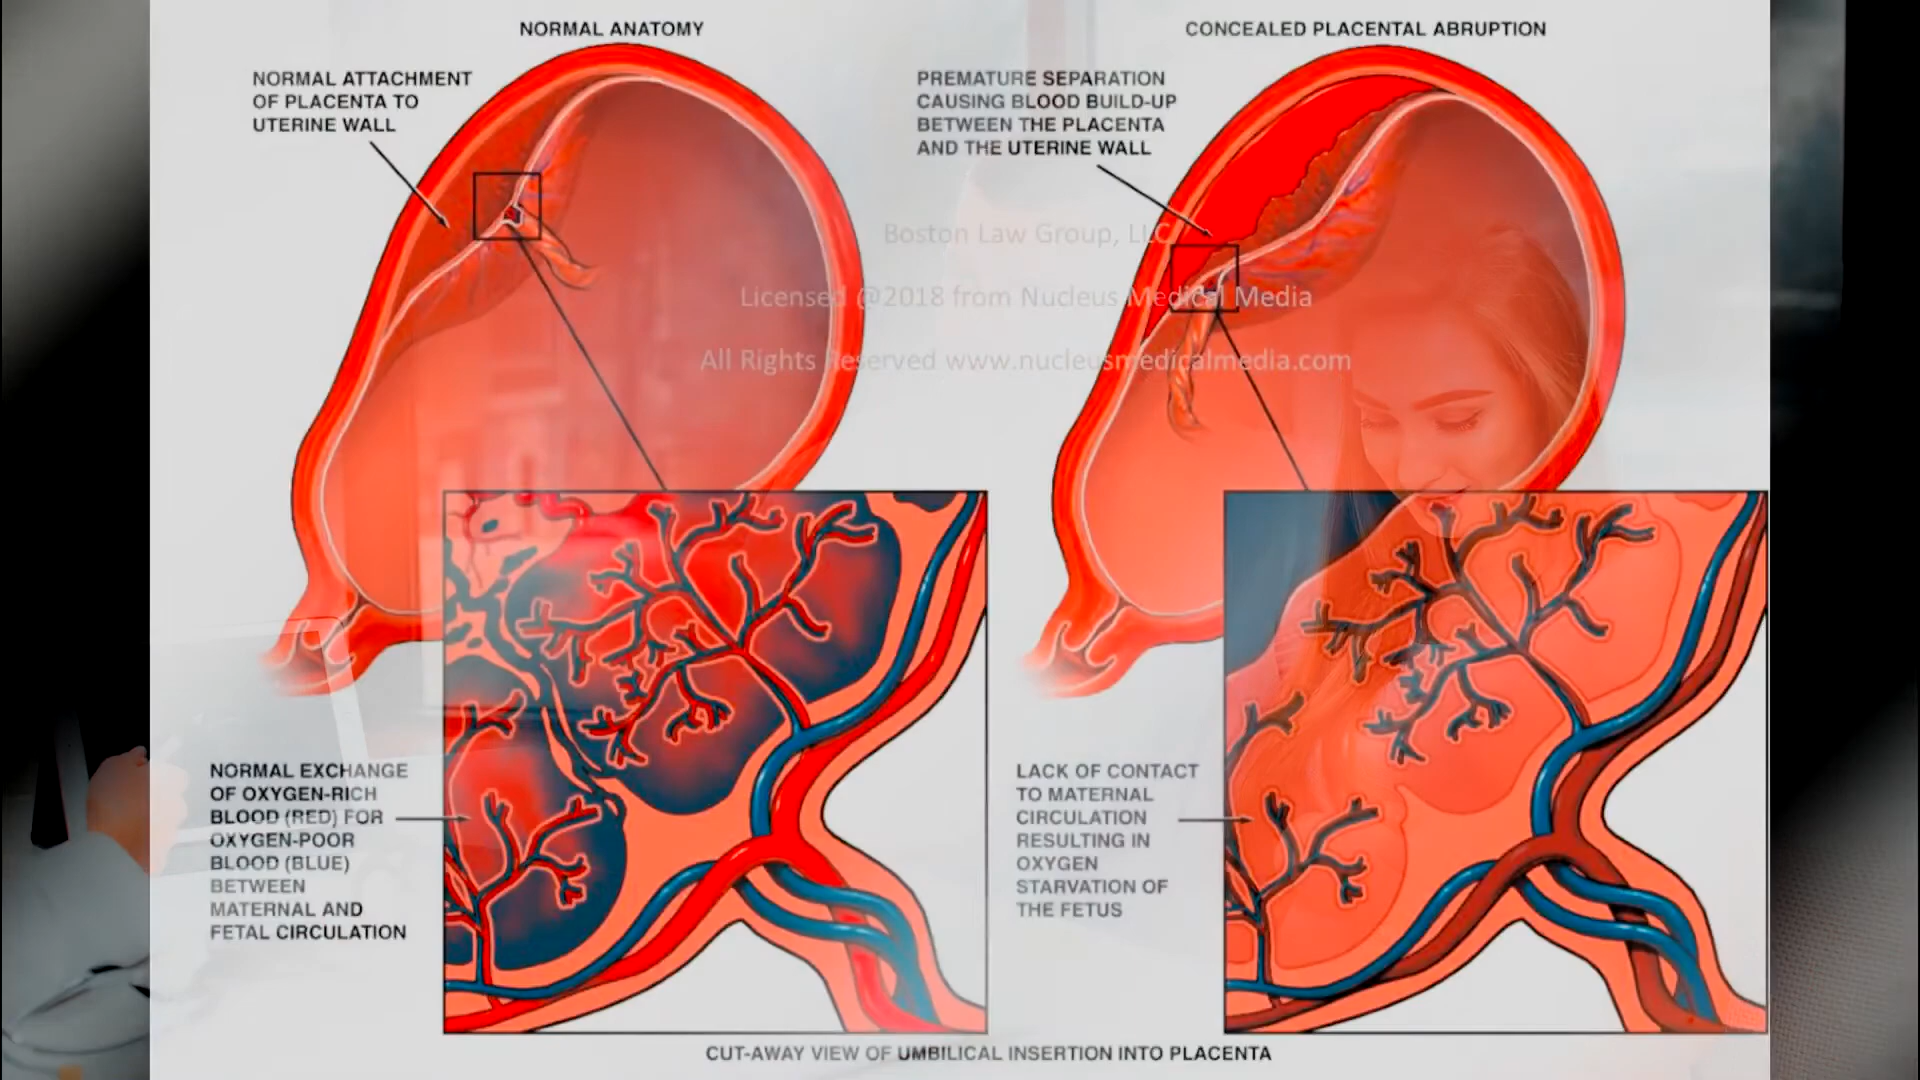 NORMAL ANATOMY
NORMAL ATTACHMENT
OF PLACENTA TO
UTERINE WALL
CONCEALED PLACENTAL ABRUPTION
PREMATURE SEPARATION
CAUSING BLOOD BUILD-UP
BETWEEN THE PLACENTA
AND THE UTERINE WALL
Boston Law Group, LLC
Licensed @2018 from Nucleus Medical Media
All Rights Reserved www.nucleusmedicalmedia.com
NORMAL EXCHANGE
OF OXYGEN-RICH
BLOOD (RED) FOR
OXYGEN-POOR
BLOOD (BLUE)
BETWEEN
MATERNAL AND
FETAL CIRCULATION
LACK OF CONTACT
TO MATERNAL
CIRCULATION
RESULTING IN
OXYGEN
STARVATION OF
THE FETUS
CUT-AWAY VIEW OF UMBILICAL INSERTION INTO PLACENTA